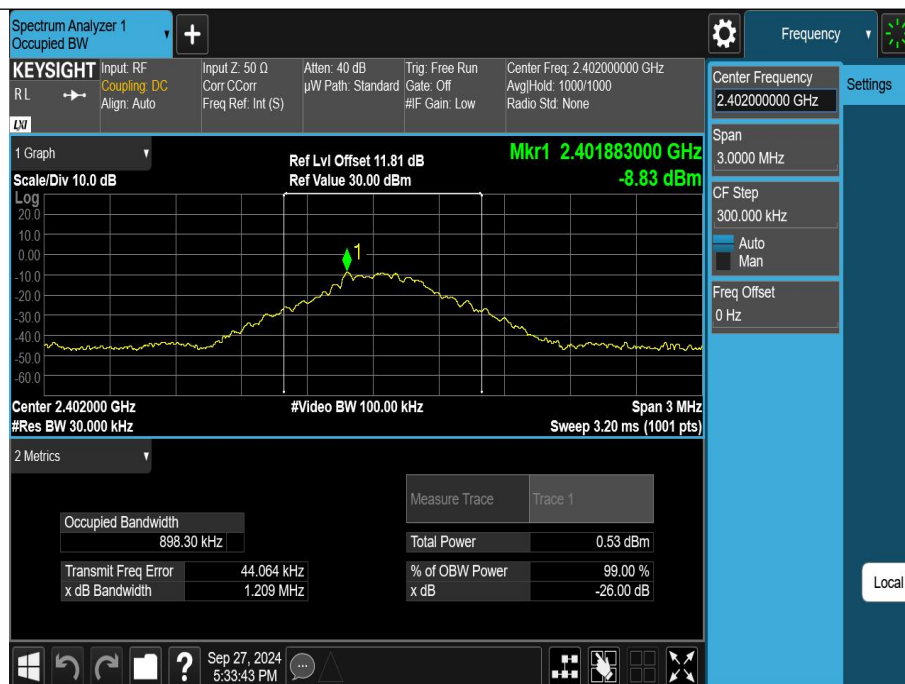 Spectrum Analyzer 1
Occupied BW
+
Frequency
KEYSIGHT
RL
LXI
Input: RF
Coupling: DC
Align: Auto
Input Z: 50 Ω
Corr CCorr
Freq Ref: Int (S)
Atten: 40 dB
µW Path: Standard
Trig: Free Run
Gate: Off
#IF Gain: Low
Center Freq: 2.402000000 GHz
Avg|Hold: 1000/1000
Radio Std: None
Center Frequency
2.402000000 GHz
Settings
Span
3.0000 MHz
CF Step
300.000 kHz
Auto
Man
Freq Offset
0 Hz
1 Graph
Scale/Div 10.0 dB
Ref Lvl Offset 11.81 dB
Ref Value 30.00 dBm
Mkr1 2.401883000 GHz
-8.83 dBm
Log
20.0
10.0
0.00
-10.0
-20.0
-30.0
-40.0
-50.0
-60.0
1
Center 2.402000 GHz
#Res BW 30.000 kHz
#Video BW 100.00 kHz
Span 3 MHz
Sweep 3.20 ms (1001 pts)
2 Metrics
Measure Trace Trace 1
Occupied Bandwidth
898.30 kHz
Total Power 0.53 dBm
Transmit Freq Error 44.064 kHz
% of OBW Power 99.00 %
x dB Bandwidth 1.209 MHz
x dB -26.00 dB
Local
?
Sep 27, 2024
5:33:43 PM